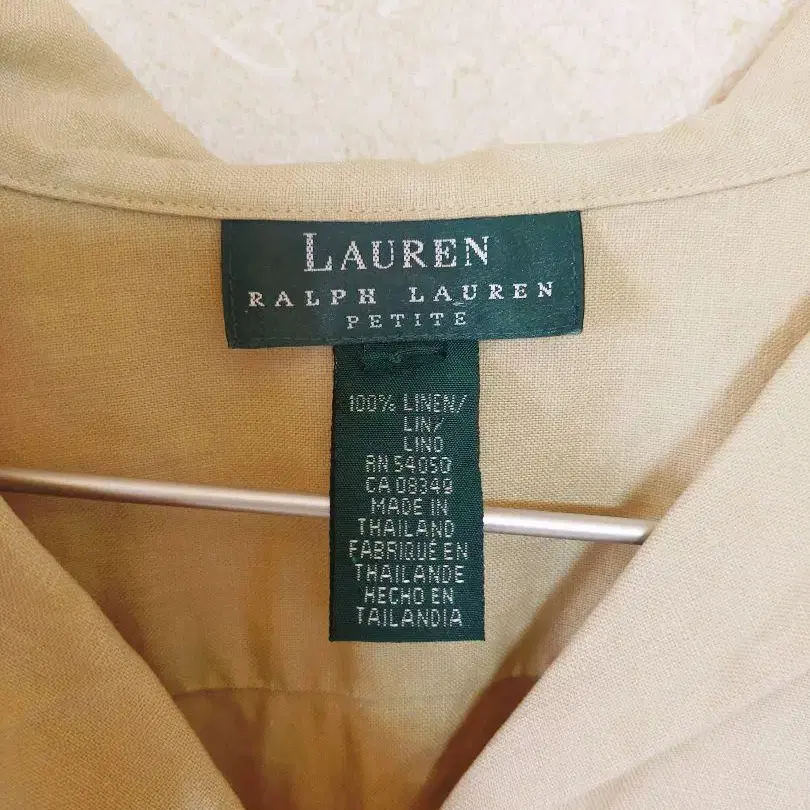 LAUREN
RALPH LAUREN
PETITE
100% LINEN/
LIN/
LINO
RN 54050
CA 08349
MADE IN
THAILAND
FABRIQUÉ EN
THAILANDE
HECHO EN
TAILANDIA